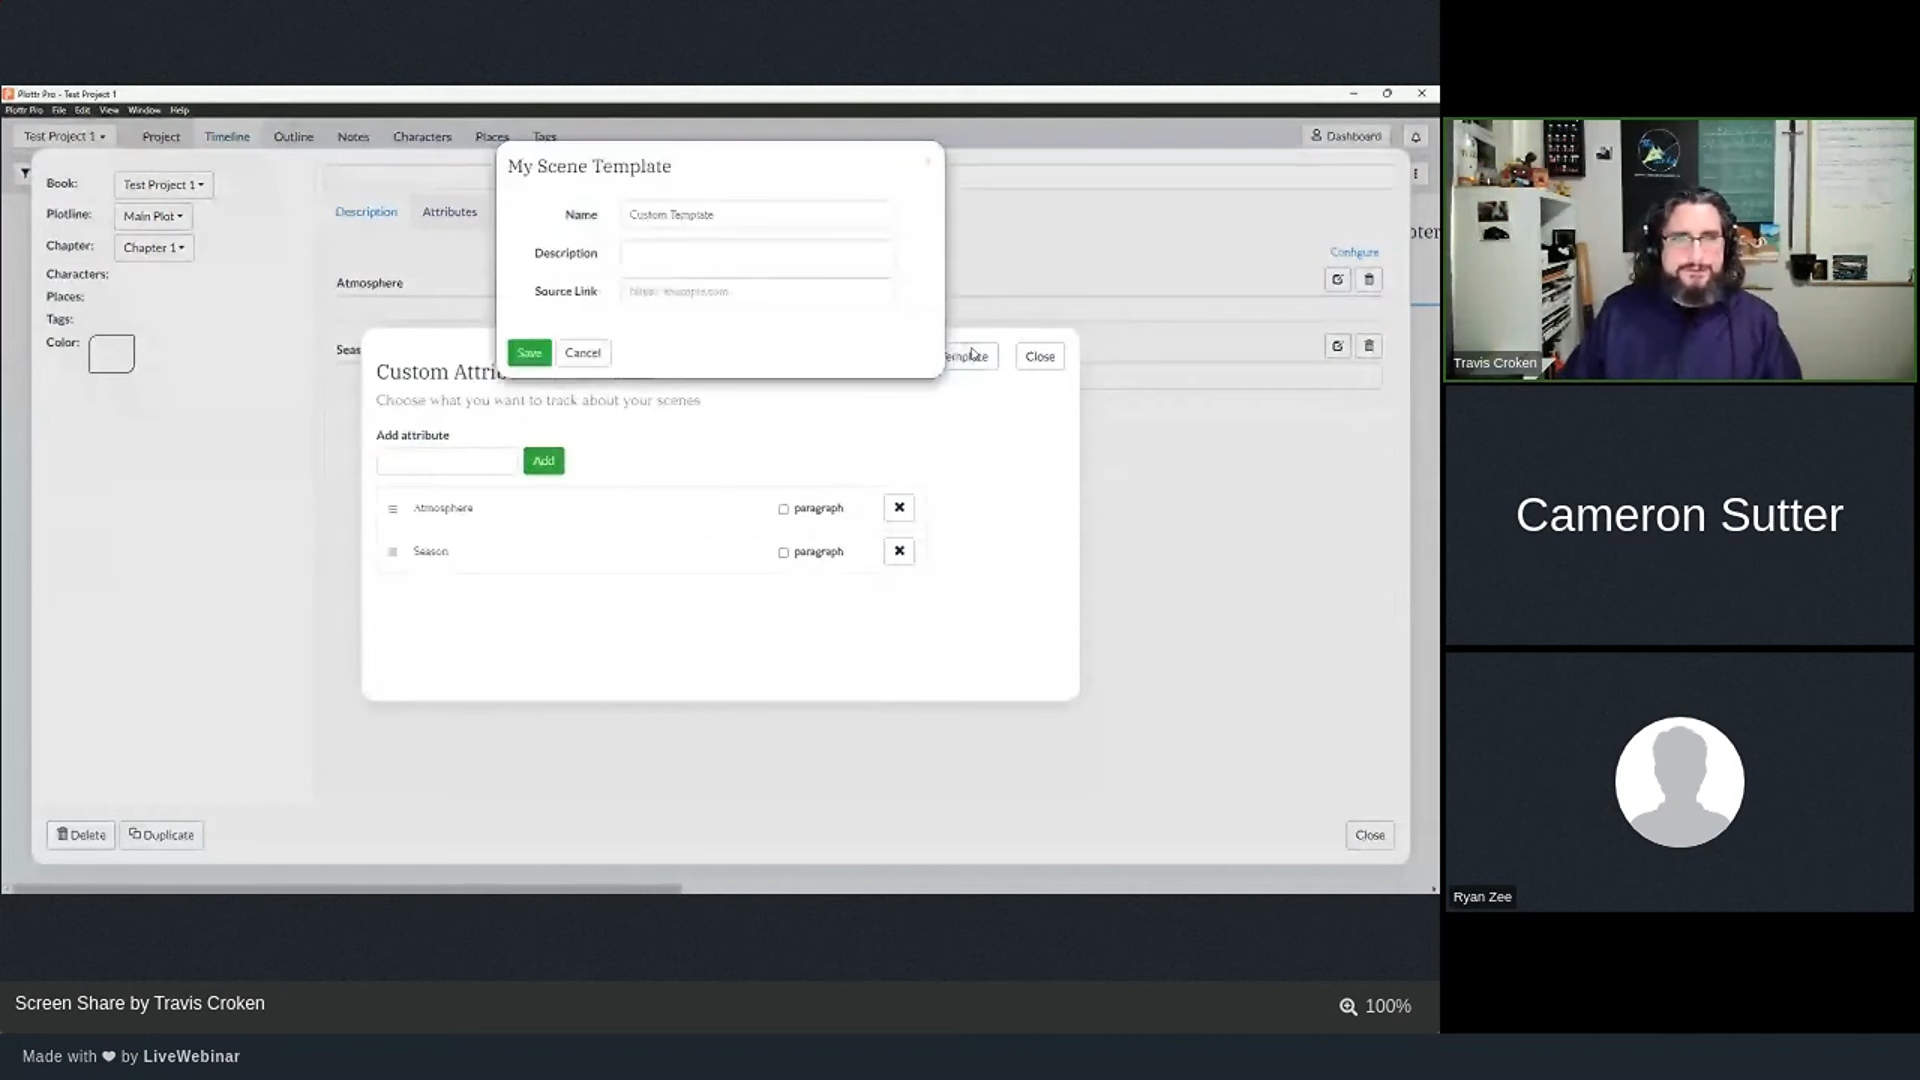 Plottr Pro - Test Project 1
Plottr Pro File Edit View Window Help
Test Project 1 Project Timeline Outline Notes Characters Places Tags Dashboard
My Scene Template
Book: Test Project 1
Plotline: Main Plot
Chapter: Chapter 1
Characters:
Places:
Tags:
Color:
Description Attributes
Name Custom Template
Description
Source Link
Save Cancel
Configure
Atmosphere
Close
Custom
Choose what you want to track about your scenes
Add attribute
Add
Atmosphere paragraph
Season paragraph
Delete Duplicate
Close
Travis Croken
Cameron Sutter
Ryan Zee
Screen Share by Travis Croken
100%
Made with ❤ by LiveWebinar